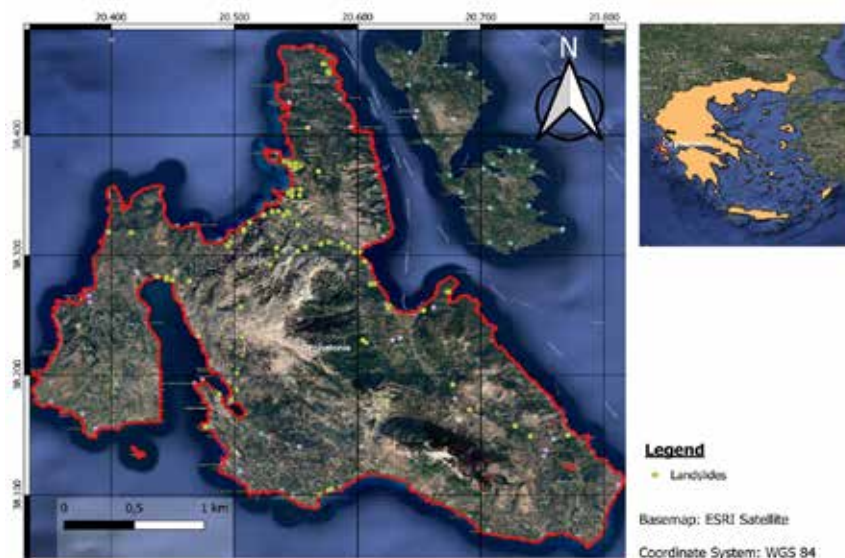 20.400 20.500 20.600 20.700 20.800
N
38.400
38.300
38.200
38.100
0 0,5 1 km
Legend
Landslides
Basemap: ESRI Satellite
Coordinate System: WGS 84